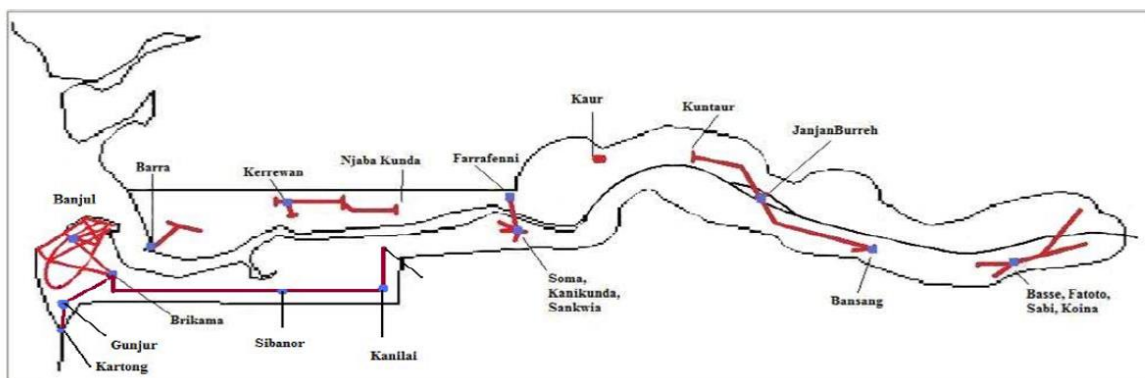 Kaur
Kuntaur
JanjanBurreh
Farrafenni
Njaba Kunda
Kerrewan
Barra
Banjul
Soma,
Kanikunda,
Sankwia
Bansang
Basse, Fatoto,
Sabi, Koina
Brikama
Sibanor
Kanilai
Gunjur
Kartong